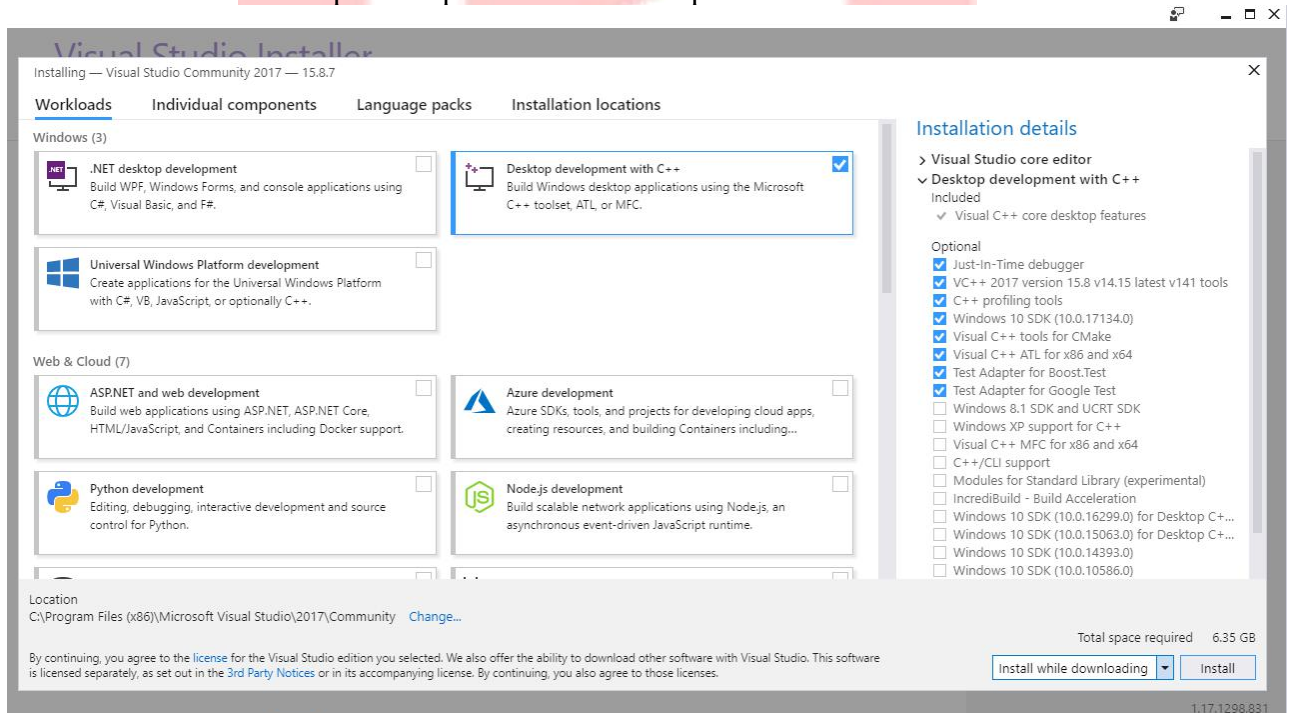 Visual Studio Installer
Installing — Visual Studio Community 2017 — 15.8.7
Workloads Individual components Language packs Installation locations
Windows (3)
.NET desktop development
Build WPF, Windows Forms, and console applications using
C#, Visual Basic, and F#.
Desktop development with C++
Build Windows desktop applications using the Microsoft
C++ toolset, ATL, or MFC.
Universal Windows Platform development
Create applications for the Universal Windows Platform
with C#, VB, JavaScript, or optionally C++.
Web & Cloud (7)
ASP.NET and web development
Build web applications using ASP.NET, ASP.NET Core,
HTML/JavaScript, and Containers including Docker support.
Azure development
Azure SDKs, tools, and projects for developing cloud apps,
creating resources, and building Containers including...
Python development
Editing, debugging, interactive development and source
control for Python.
Node.js development
Build scalable network applications using Node.js, an
asynchronous event-driven JavaScript runtime.
Installation details
Visual Studio core editor
Desktop development with C++
Included
Visual C++ core desktop features
Optional
Just-In-Time debugger
VC++ 2017 version 15.8 v14.15 latest v141 tools
C++ profiling tools
Windows 10 SDK (10.0.17134.0)
Visual C++ tools for CMake
Visual C++ ATL for x86 and x64
Test Adapter for Boost.Test
Test Adapter for Google Test
Windows 8.1 SDK and UCRT SDK
Windows XP support for C++
Visual C++ MFC for x86 and x64
C++/CLI support
Modules for Standard Library (experimental)
IncrediBuild - Build Acceleration
Windows 10 SDK (10.0.16299.0) for Desktop C+...
Windows 10 SDK (10.0.15063.0) for Desktop C+...
Windows 10 SDK (10.0.14393.0)
Windows 10 SDK (10.0.10586.0)
Location
C:\Program Files (x86)\Microsoft Visual Studio\2017\Community Change...
Total space required 6.35 GB
By continuing, you agree to the license for the Visual Studio edition you selected. We also offer the ability to download other software with Visual Studio. This software
is licensed separately, as set out in the 3rd Party Notices or in its accompanying license. By continuing, you also agree to those licenses.
Install while downloading Install
1.17.1298.831